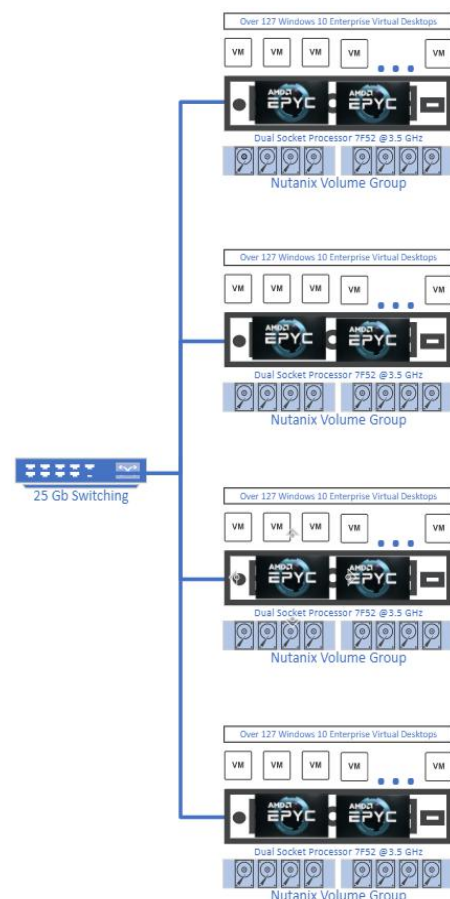 Over 127 Windows 10 Enterprise Virtual Desktops
VM VM VM VM VM
AMD EPYC AMD EPYC
Dual Socket Processor 7F52 @3.5 GHz
Nutanix Volume Group
Over 127 Windows 10 Enterprise Virtual Desktops
VM VM VM VM VM
AMD EPYC AMD EPYC
Dual Socket Processor 7F52 @3.5 GHz
Nutanix Volume Group
25 Gb Switching
Over 127 Windows 10 Enterprise Virtual Desktops
VM VM VM VM VM
AMD EPYC AMD EPYC
Dual Socket Processor 7F52 @3.5 GHz
Nutanix Volume Group
Over 127 Windows 10 Enterprise Virtual Desktops
VM VM VM VM VM
AMD EPYC AMD EPYC
Dual Socket Processor 7F52 @3.5 GHz
Nutanix Volume Group